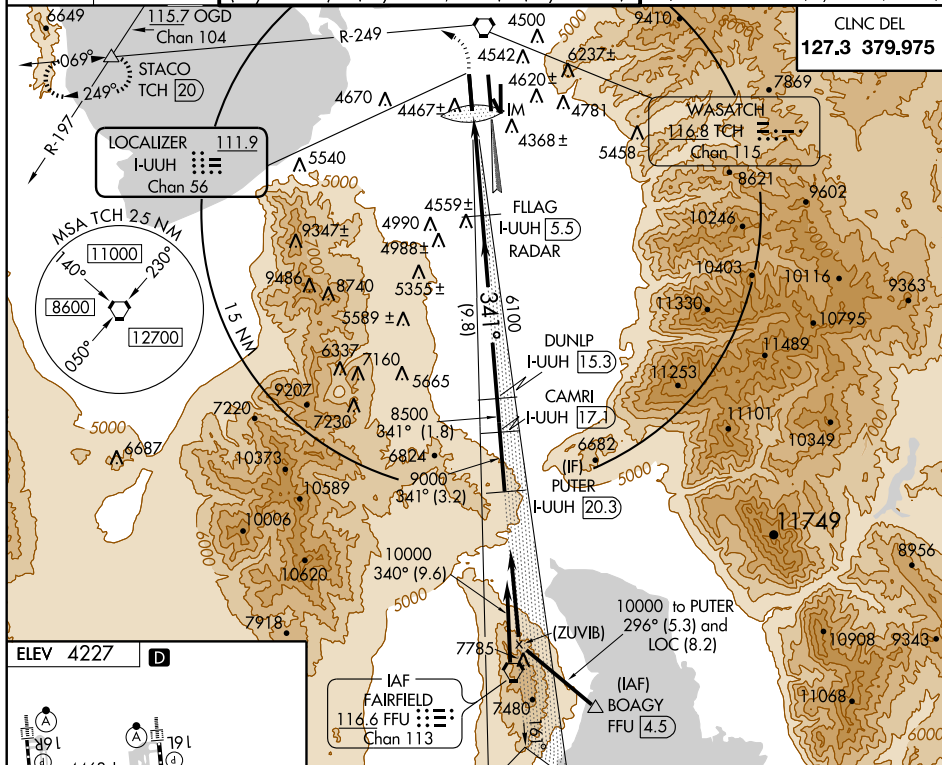 6649
115.7 OGD
Chan 104
R-249
4500
9410
CLNC DEL
127.3 379.975
069°
STACO
TCH 20
249°
R-197
4542
6237±
4620±
7869
4670
4467±
IM
4781
4368±
WASATCH
116.8 TCH
Chan 115
5458
LOCALIZER 111.9
I-UUH
Chan 56
5540
5000
8621
9602
MSA TCH 25 NM
11000
140°
230°
8600
12700
050°
9347±
4559±
4990
4988±
FLLAG
I-UUH 5.5
RADAR
10246
9486
8740
5355±
10403
10116
9363
15 NM
5589 ±
341°
(9.8)
6100
11330
10795
6337
7160
5665
DUNLP
I-UUH 15.3
11489
11253
9207
7220
7230
8500
341° (1.8)
CAMRI
I-UUH 17.1
11101
10349
5000
6687
6824
6682
5000
10373
9000
341° (3.2)
(IF)
PUTER
I-UUH 20.3
10589
10006
11749
10620
10000
340° (9.6)
8956
5000
7918
10000 to PUTER
296° (5.3) and
LOC (8.2)
7785
(ZUVIB)
10908
9343
ELEV 4227 D
IAF
FAIRFIELD
116.6 FFU
Chan 113
7480
161°
(IAF)
BOAGY
FFU 4.5
11068
6000
A
16R
P
A
16L
P